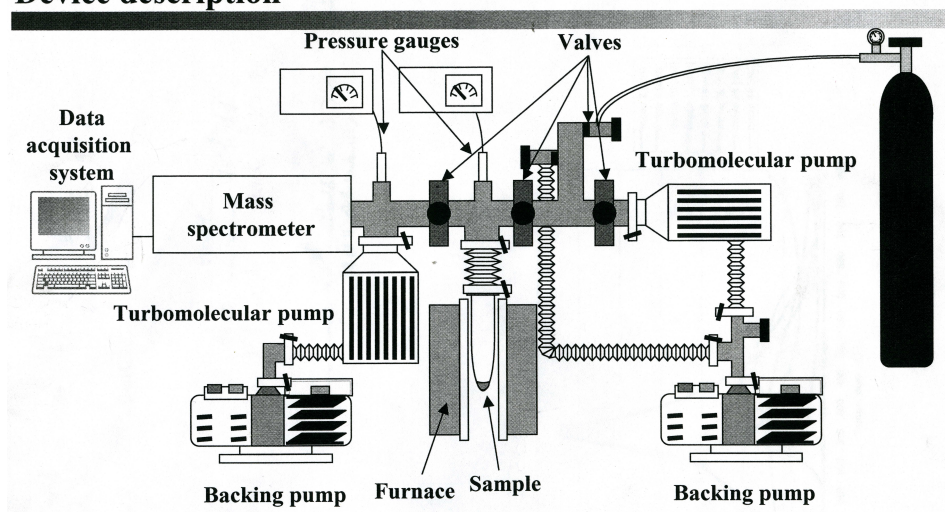 Device description
Pressure gauges
Valves
Data
acquisition
system
Turbomolecular pump
Mass
spectrometer
Turbomolecular pump
Backing pump
Furnace
Sample
Backing pump